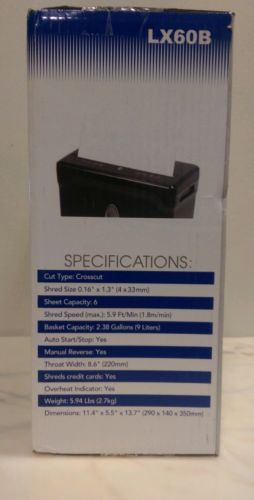 LX60B
SPECIFICATIONS:
Cut Type: Crosscut
Shred Size 0.16" x 1.3" (4 x 33mm)
Sheet Capacity: 6
Shred Speed (max.): 5.9 Ft/Min (1.8m/min)
Basket Capacity: 2.38 Gallons (9 Liters)
Auto Start/Stop: Yes
Manual Reverse: Yes
Throat Width: 8.6" (220mm)
Shreds credit cards: Yes
Overheat Indicator: Yes
Weight: 5.94 Lbs (2.7kg)
Dimensions: 11.4" x 5.5" x 13.7" (290 x 140 x 350mm)